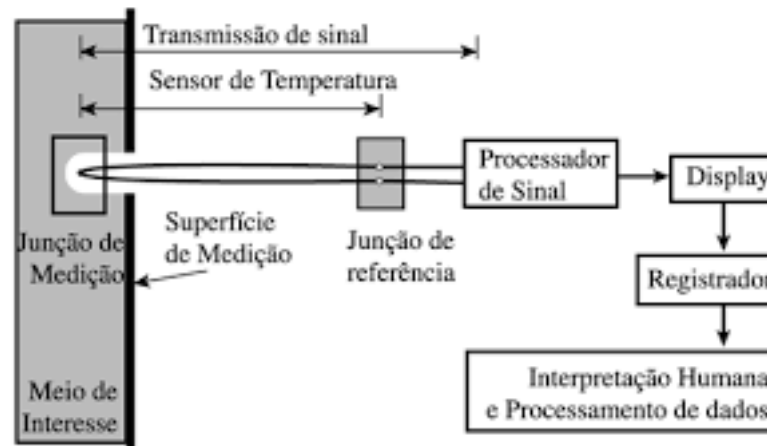 Transmissão de sinal
Sensor de Temperatura
Processador
de Sinal
Display
Junção de
Medição
Superfície
de Medição
Junção de
referência
Registrador
Meio de
Interesse
Interpretação Humana
e Processamento de dados